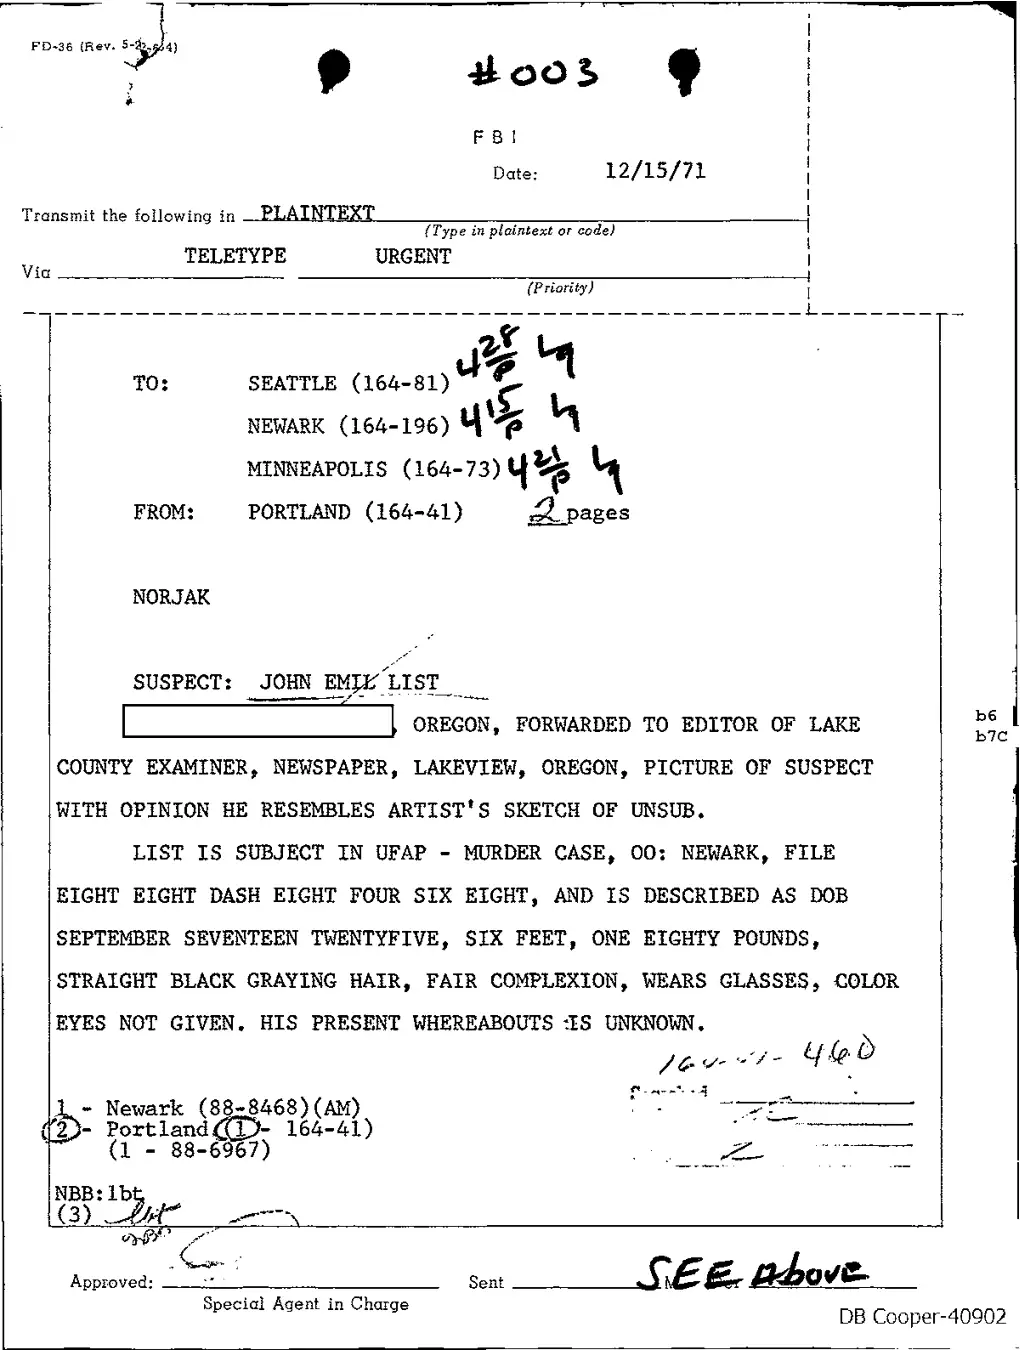 FD-36 (Rev. 5-22-64)
#003
FBI
Date: 12/15/71
Transmit the following in PLAINTEXT
(Type in plaintext or code)
Via TELETYPE URGENT
(Priority)
TO: SEATTLE (164-81) 4 28 P
NEWARK (164-196) 4 15 P
MINNEAPOLIS (164-73) 4 21 P
FROM: PORTLAND (164-41) 2 pages
NORJAK
SUSPECT: JOHN EMIL LIST
, OREGON, FORWARDED TO EDITOR OF LAKE
b6
b7C
COUNTY EXAMINER, NEWSPAPER, LAKEVIEW, OREGON, PICTURE OF SUSPECT
WITH OPINION HE RESEMBLES ARTIST'S SKETCH OF UNSUB.
LIST IS SUBJECT IN UFAP - MURDER CASE, OO: NEWARK, FILE
EIGHT EIGHT DASH EIGHT FOUR SIX EIGHT, AND IS DESCRIBED AS DOB
SEPTEMBER SEVENTEEN TWENTYFIVE, SIX FEET, ONE EIGHTY POUNDS,
STRAIGHT BLACK GRAYING HAIR, FAIR COMPLEXION, WEARS GLASSES, COLOR
EYES NOT GIVEN. HIS PRESENT WHEREABOUTS IS UNKNOWN.
460
1 - Newark (88-8468)(AM)
2 - Portland (1 - 164-41)
(1 - 88-6967)
NBB:lbt
(3)
Approved: Sent SEE Above
Special Agent in Charge
DB Cooper-40902